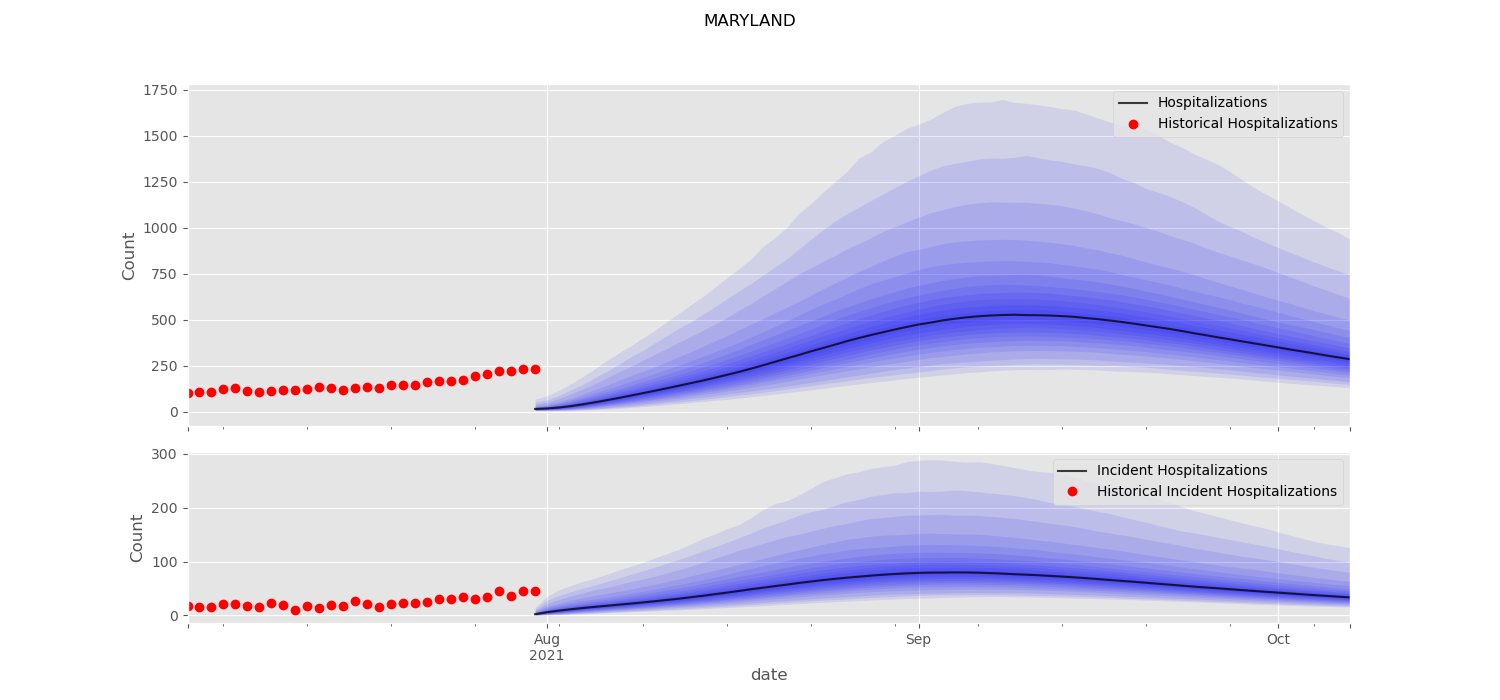 MARYLAND
1750
1500
1250
1000
750
500
250
0
Count
Hospitalizations
Historical Hospitalizations
300
200
100
0
Count
Incident Hospitalizations
Historical Incident Hospitalizations
Aug
2021
Sep
Oct
date